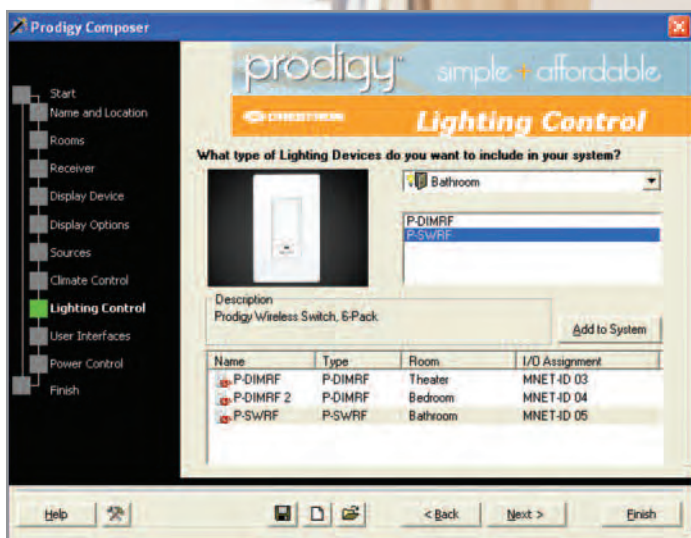 Prodigy Composer
prodigy™ simple + affordable
CRESTRON Lighting Control
Start
Name and Location
Rooms
Receiver
Display Device
Display Options
Sources
Climate Control
Lighting Control
User Interfaces
Power Control
Finish
What type of Lighting Devices do you want to include in your system?
Bathroom
P-DIMRF
P-SWRF
Description
Prodigy Wireless Switch, 6-Pack
Add to System
Name Type Room I/O Assignment
P-DIMRF P-DIMRF Theater MNET-ID 03
P-DIMRF 2 P-DIMRF Bedroom MNET-ID 04
P-SWRF P-SWRF Bathroom MNET-ID 05
Help < Back Next > Finish